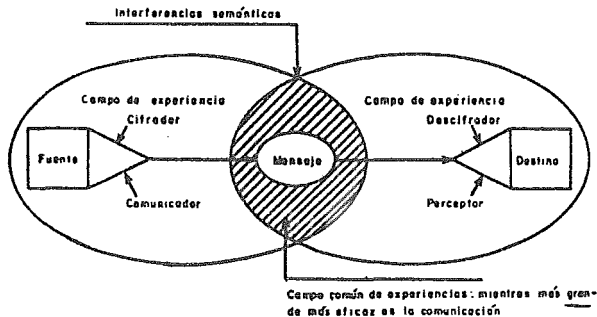 Interferencias semánticas
Campo de experiencia
Cifrador
Campo de experiencia
Descifrador
Fuente
Mensaje
Destino
Comunicador
Perceptor
Campo común de experiencias: mientras más gran-
de más eficaz es la comunicación